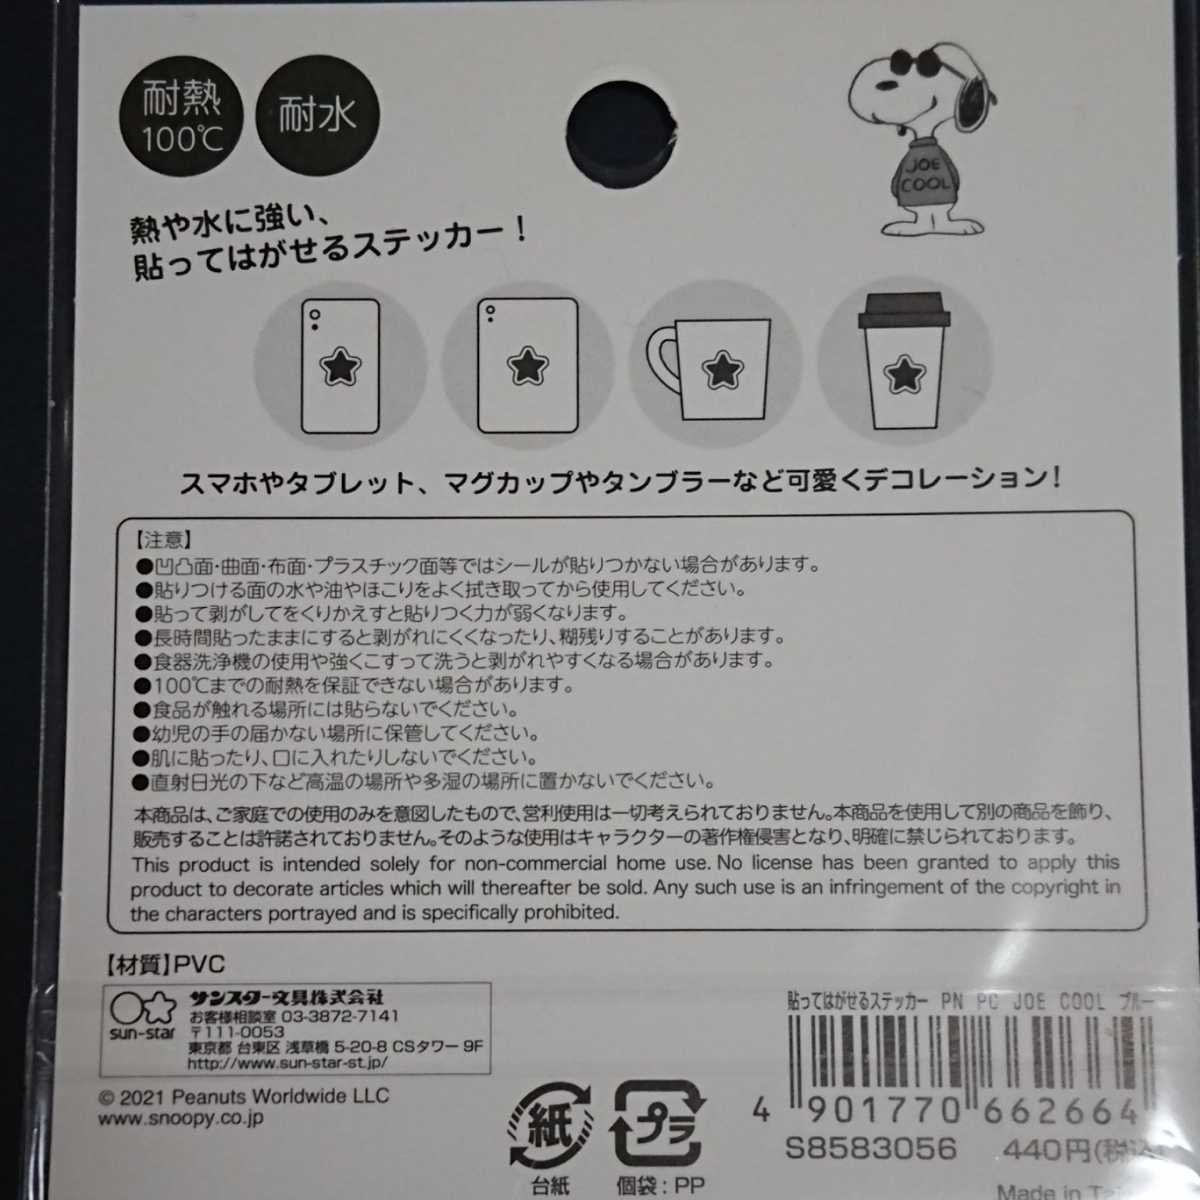 耐熱
100℃
耐水
JOE
COOL
熱や水に強い、
貼ってはがせるステッカー！
スマホやタブレット、マグカップやタンブラーなど可愛くデコレーション！
【注意】
●凹凸面・曲面・布面・プラスチック面等ではシールが貼りつかない場合があります。
●貼りつける面の水や油やほこりをよく拭き取ってから使用してください。
●貼って剥がしてをくりかえすと貼りつく力が弱くなります。
●長時間貼ったままにすると剥がれにくくなったり、糊残りすることがあります。
●食器洗浄機の使用や強くこすって洗うと剥がれやすくなる場合があります。
●100℃までの耐熱を保証できない場合があります。
●食品が触れる場所には貼らないでください。
●幼児の手の届かない場所に保管してください。
●肌に貼ったり、口に入れたりしないでください。
●直射日光の下など高温の場所や多湿の場所に置かないでください。
本商品は、ご家庭での使用のみを意図したもので、営利使用は一切考えられておりません。本商品を使用して別の商品を飾り、
販売することは許諾されておりません。そのような使用はキャラクターの著作権侵害となり、明確に禁じられております。
This product is intended solely for non-commercial home use. No license has been granted to apply this
product to decorate articles which will thereafter be sold. Any such use is an infringement of the copyright in
the characters portrayed and is specifically prohibited.
【材質】PVC
sun-star
サンスター文具株式会社
お客様相談室 03-3872-7141
〒111-0053
東京都 台東区 浅草橋 5-20-8 CSタワー 9F
http://www.sun-star-st.jp/
© 2021 Peanuts Worldwide LLC
www.snoopy.co.jp
紙
台紙
プラ
個袋：PP
貼ってはがせるステッカー PN PC JOE COOL ブルー
4 901770 662664
S8583056 440円(税込)
Made in